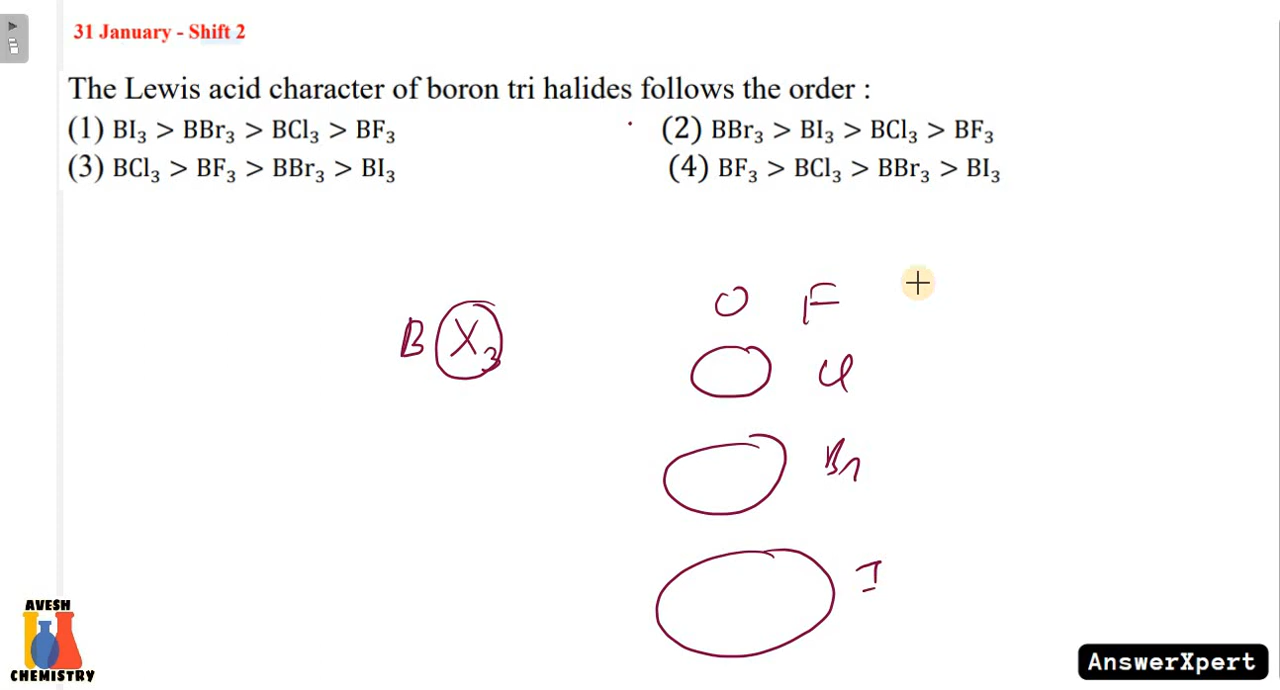 31 January - Shift 2
The Lewis acid character of boron tri halides follows the order :
(1) BI₃ > BBr₃ > BCl₃ > BF₃ (2) BBr₃ > BI₃ > BCl₃ > BF₃
(3) BCl₃ > BF₃ > BBr₃ > BI₃ (4) BF₃ > BCl₃ > BBr₃ > BI₃
F
B X₃
Cl
Br
I
AVESH
CHEMISTRY
AnswerXpert